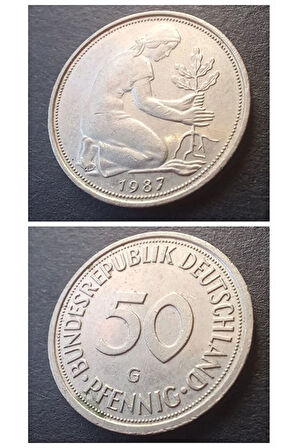 1987
·BUNDESREPUBLIK DEUTSCHLAND·
50
G
PFENNIG